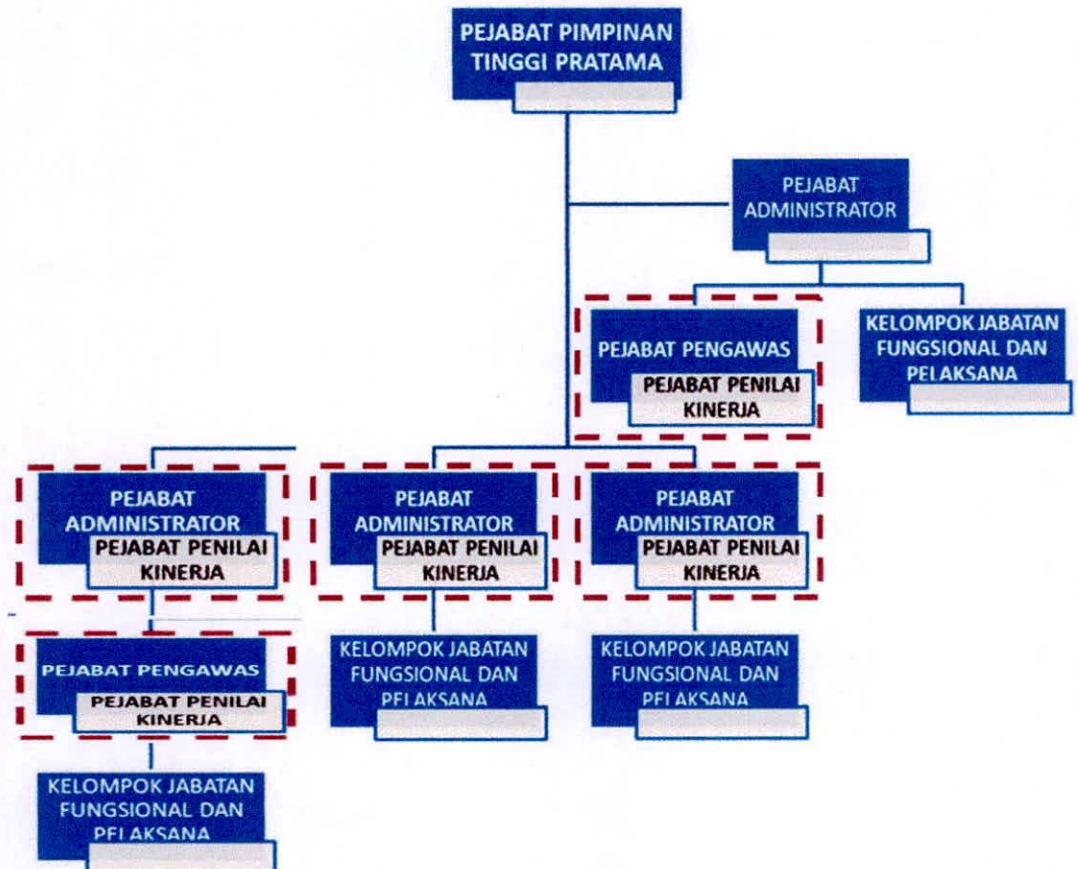 PEJABAT PIMPINAN
TINGGI PRATAMA
PEJABAT
ADMINISTRATOR
PEJABAT PENGAWAS
PEJABAT PENILAI
KINERJA
KELOMPOK JABATAN
FUNGSIONAL DAN
PELAKSANA
PEJABAT
ADMINISTRATOR
PEJABAT PENILAI
KINERJA
PEJABAT
ADMINISTRATOR
PEJABAT PENILAI
KINERJA
PEJABAT
ADMINISTRATOR
PEJABAT PENILAI
KINERJA
PEJABAT PENGAWAS
PEJABAT PENILAI
KINERJA
KELOMPOK JABATAN
FUNGSIONAL DAN
PELAKSANA
KELOMPOK JABATAN
FUNGSIONAL DAN
PELAKSANA
KELOMPOK JABATAN
FUNGSIONAL DAN
PELAKSANA